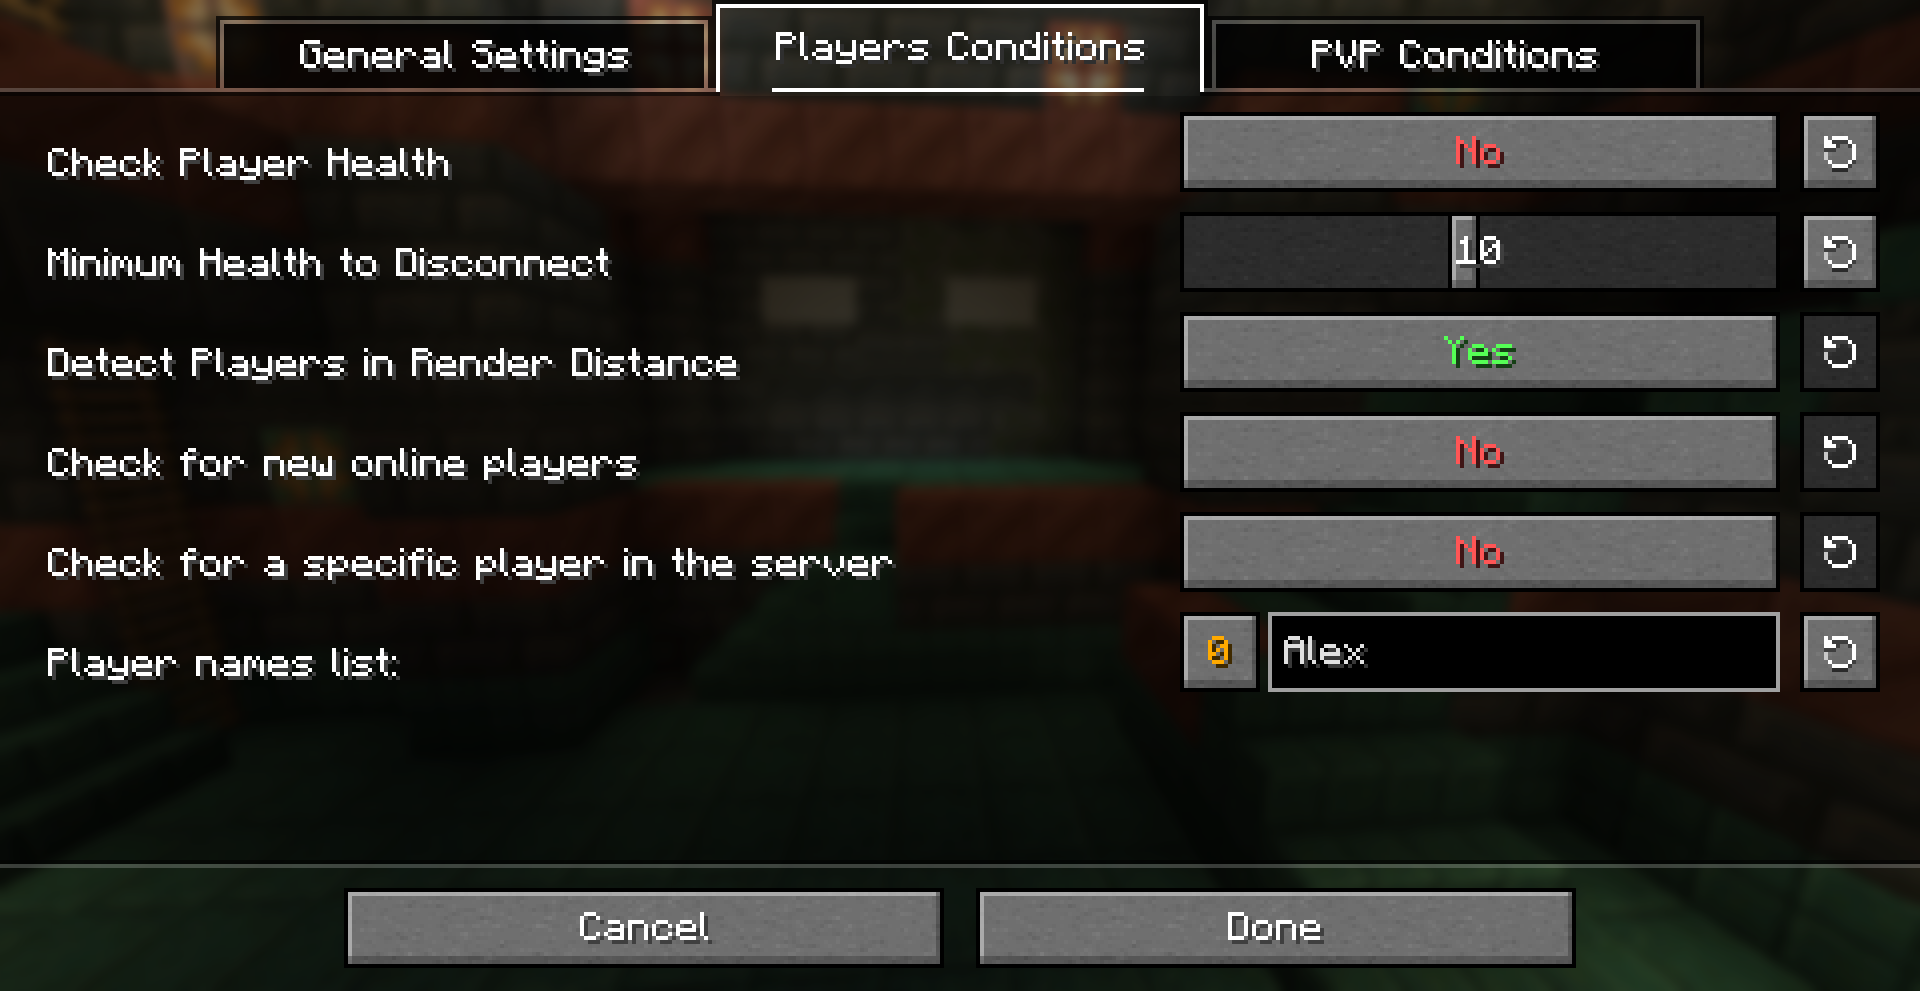 General Settings
Players Conditions
PVP Conditions
Check Player Health
No
Minimum Health to Disconnect
10
Detect Players in Render Distance
Yes
Check for new online players
No
Check for a specific player in the server
No
Player names list:
0
Alex
Cancel
Done